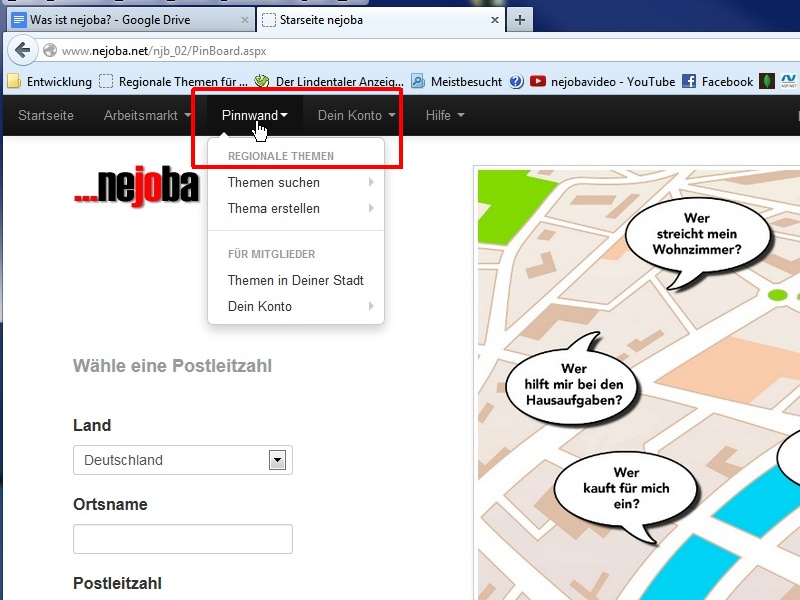 Was ist nejoba? - Google Drive
Starseite nejoba
www.nejoba.net/njb_02/PinBoard.aspx
Entwicklung
Regionale Themen für ...
Der Lindentaler Anzeig...
Meistbesucht
nejobavideo - YouTube
Facebook
Startseite
Arbeitsmarkt
Pinnwand
Dein Konto
Hilfe
REGIONALE THEMEN
Themen suchen
Thema erstellen
FÜR MITGLIEDER
Themen in Deiner Stadt
Dein Konto
...nejoba
Wähle eine Postleitzahl
Land
Deutschland
Ortsname
Postleitzahl
Wer
streicht mein
Wohnzimmer?
Wer
hilft mir bei den
Hausaufgaben?
Wer
kauft für mich
ein?